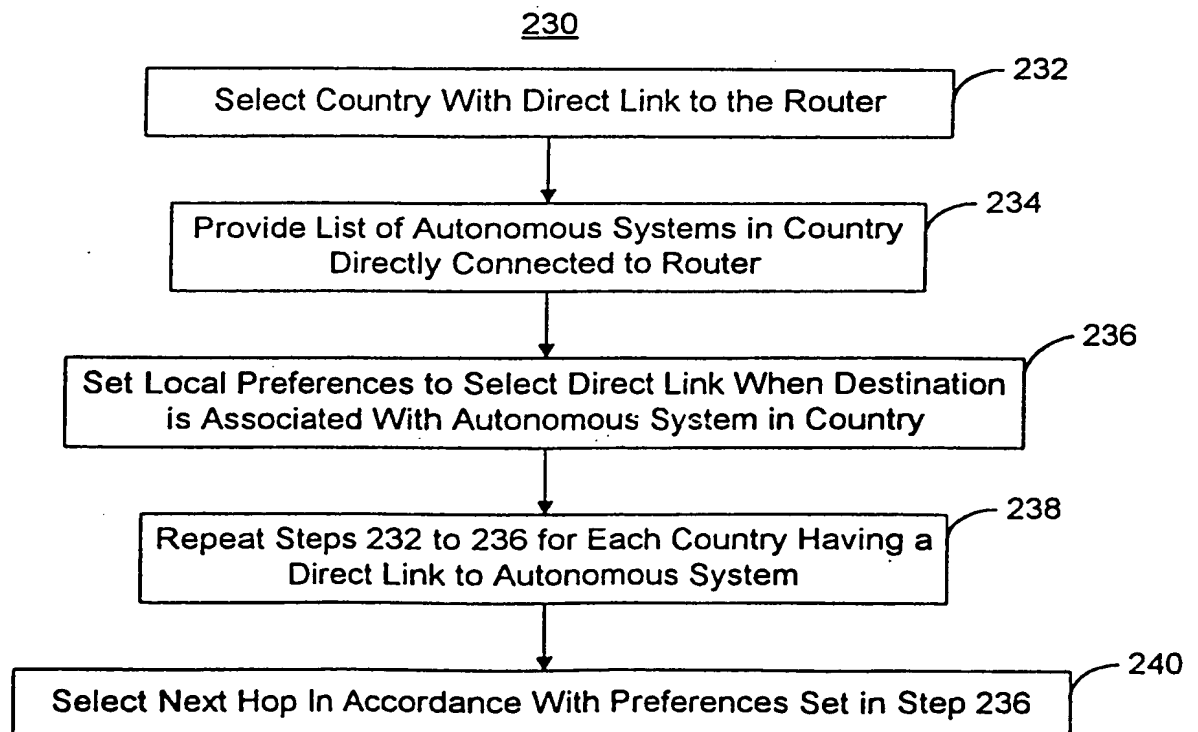 230
232
Select Country With Direct Link to the Router
234
Provide List of Autonomous Systems in Country
Directly Connected to Router
236
Set Local Preferences to Select Direct Link When Destination
is Associated With Autonomous System in Country
238
Repeat Steps 232 to 236 for Each Country Having a
Direct Link to Autonomous System
240
Select Next Hop In Accordance With Preferences Set in Step 236